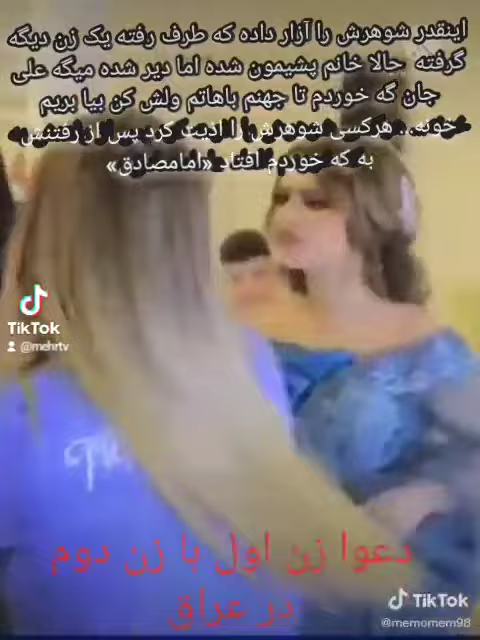 اینقدر شوهرش را آزار داده که طرف رفته یک زن دیگه
گرفته حالا خانم پشیمون شده اما دیر شده میگه علی
جان گه خوردم تا جهنم باهاتم ولش کن بیا بریم
خونه.. هرکسی شوهرش را اذیت کرد پس از رفتنش
به که خوردم افتاد «امام‌صادق»
TikTok
@mehrtv
دعوا زن اول با زن دوم
در عراق
TikTok
@memomem98